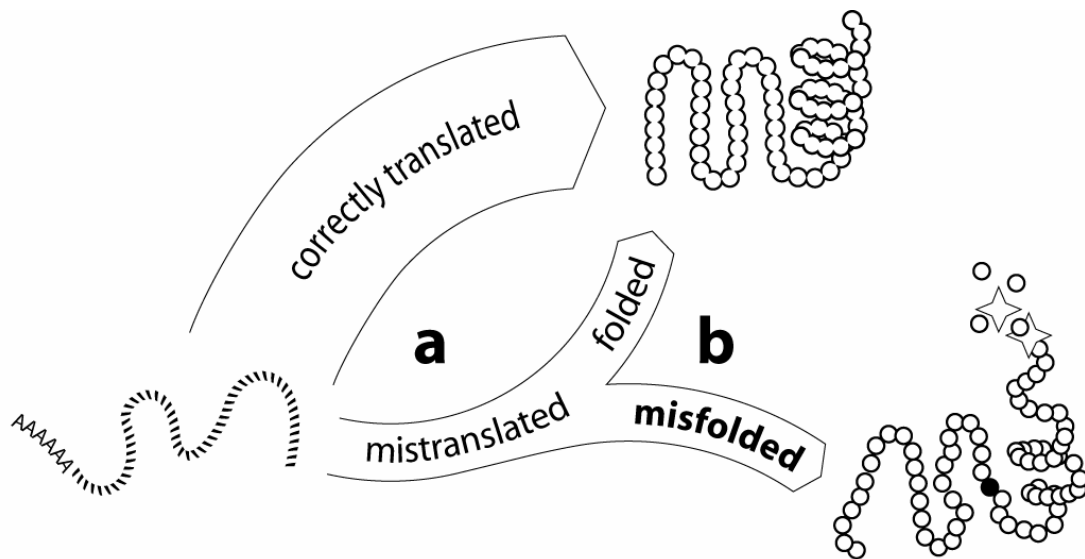 correctly translated
a
folded
b
mistranslated
misfolded
AAAAAA